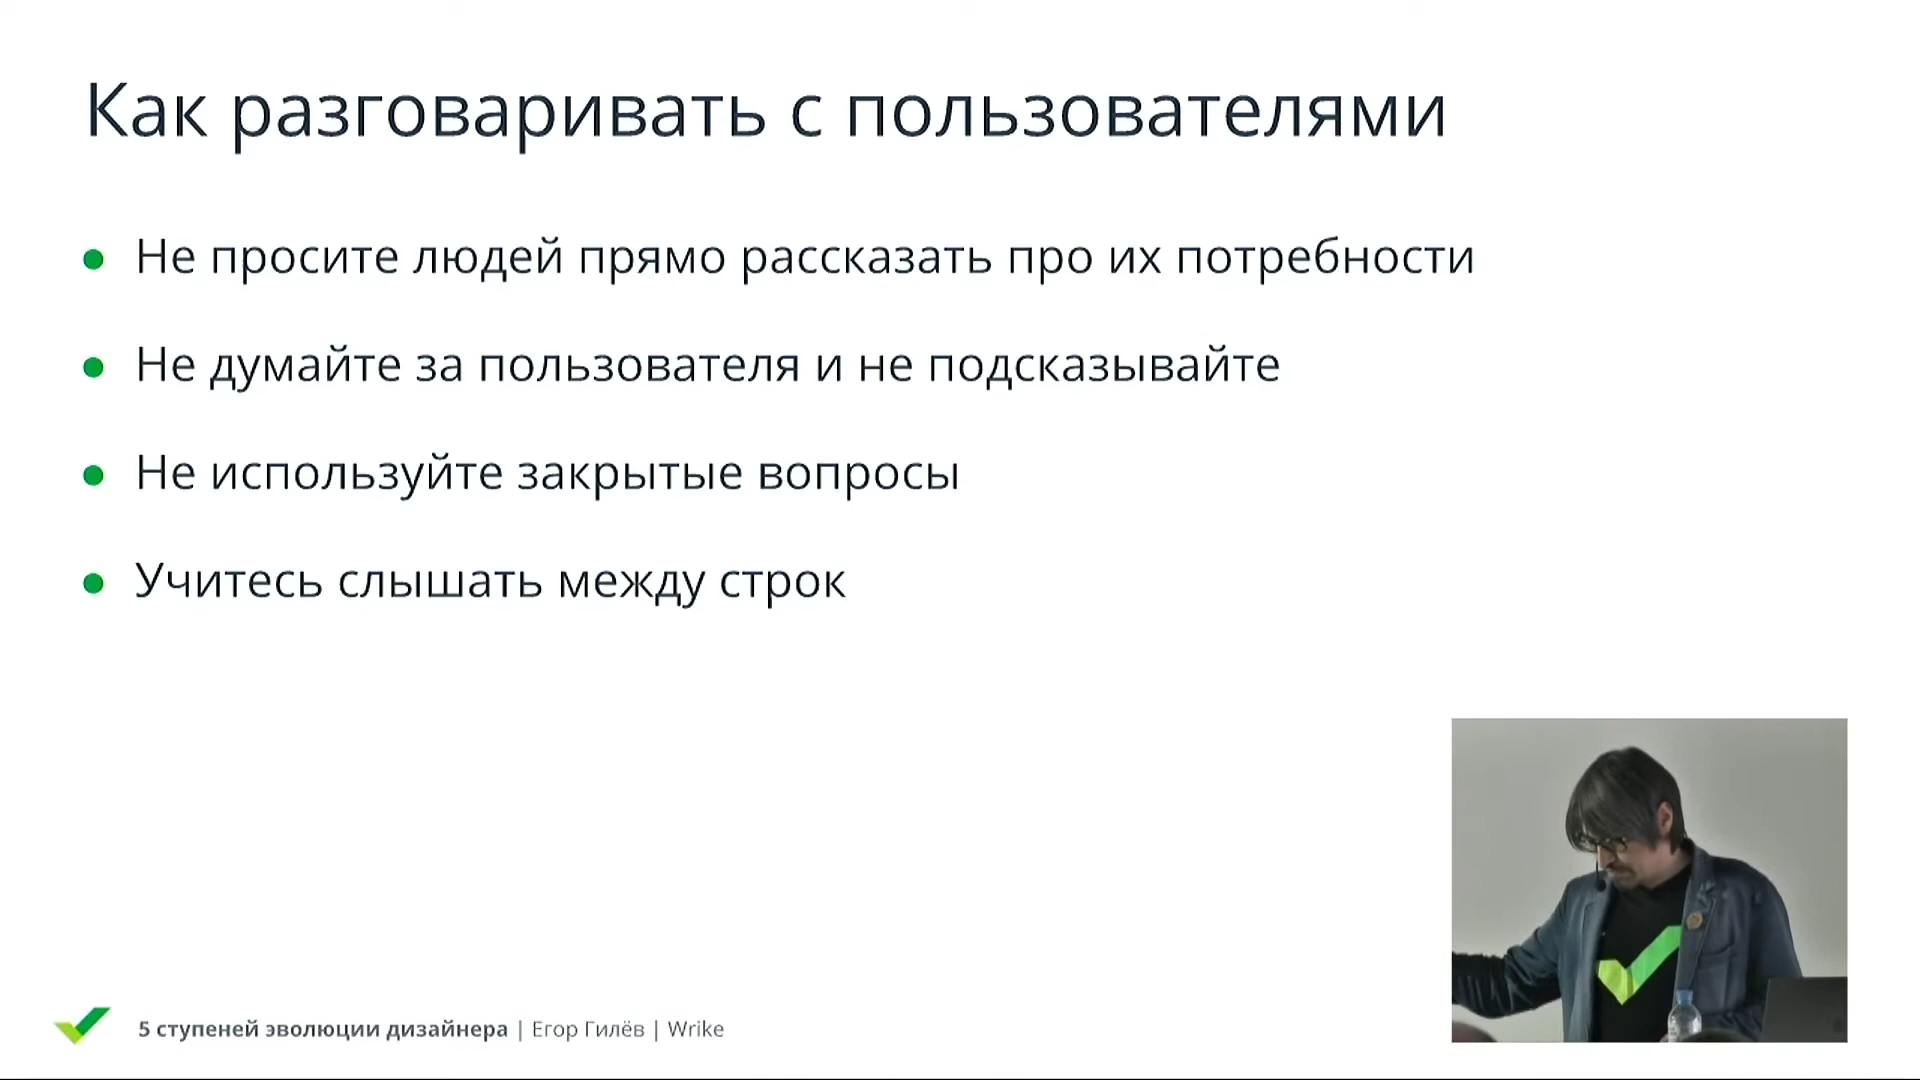 Как разговаривать с пользователями
Не просите людей прямо рассказать про их потребности
Не думайте за пользователя и не подсказывайте
Не используйте закрытые вопросы
Учитесь слышать между строк
5 ступеней эволюции дизайнера | Егор Гилёв | Wrike